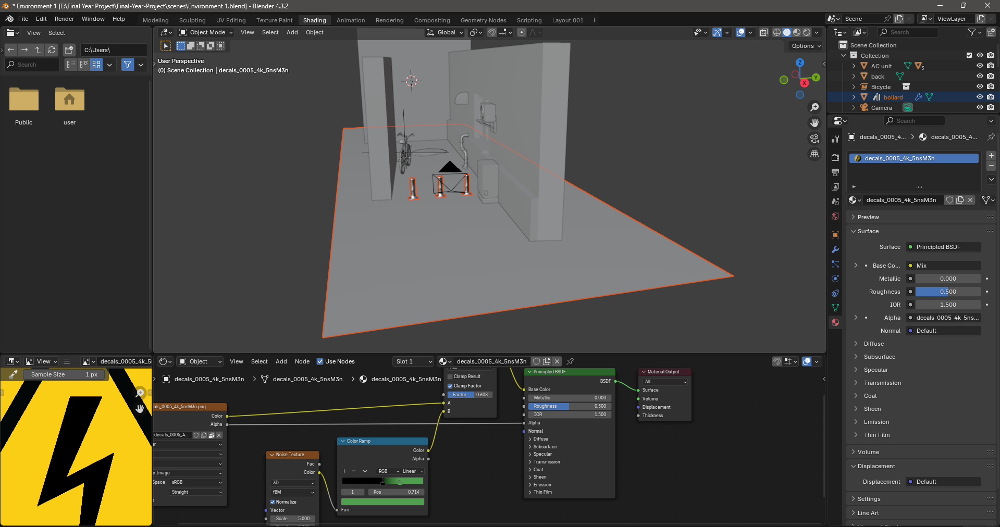 * Environment 1 [E:\Final Year Project\Final-Year-Project\scenes\Environment 1.blend] - Blender 4.3.2
File Edit Render Window Help
Modeling Sculpting UV Editing Texture Paint Shading Animation Rendering Compositing Geometry Nodes Scripting Layout.001 +
Scene
ViewLayer
View Select
C:\Users\
Search
Public
user
Object Mode View Select Add Object
Global
Options
User Perspective
(0) Scene Collection | decals_0005_4k_5nsM3n
Z
Y
X
Search
Scene Collection
Collection
AC unit 3
back
Bicycle
bollard
Camera
Search
decals_0005_4... > decals_0005_4...
decals_0005_4k_5nsM3n
decals_0005_4k_5nsM3n
Preview
Surface
Surface Principled BSDF
Base Co... Mix
Metallic 0.000
Roughness 0.500
IOR 1.500
Alpha decals_0005_4k_5ns...
Normal Default
Diffuse
Subsurface
Specular
Transmission
Coat
Sheen
Emission
Thin Film
Volume
Displacement
Displacement Default
Settings
Line Art
View
decals_0005_4k_5
Sample Size 1 px
Object View Select Add Node Use Nodes
Slot 1
decals_0005_4k_5nsM3n
decals_0005_4k_5nsM3n > decals_0005_4k_5nsM3n > decals_0005_4k_5nsM3n
als_0005_4k_5nsM3n.png
Color
Alpha
decals_0005_4...
e Image
Space sRGB
Straight
Noise Texture
Fac
Color
3D
fBM
Normalize
Vector
Scale 5.000
Color Ramp
Color
Alpha
RGB Linear
1 Pos 0.714
Fac
Clamp Result
Clamp Factor
Factor 0.608
A
B
Principled BSDF
BSDF
Base Color
Metallic 0.000
Roughness 0.500
IOR 1.500
Alpha
Normal
Diffuse
Subsurface
Specular
Transmission
Coat
Sheen
Emission
Thin Film
Material Output
All
Surface
Volume
Displacement
Thickness